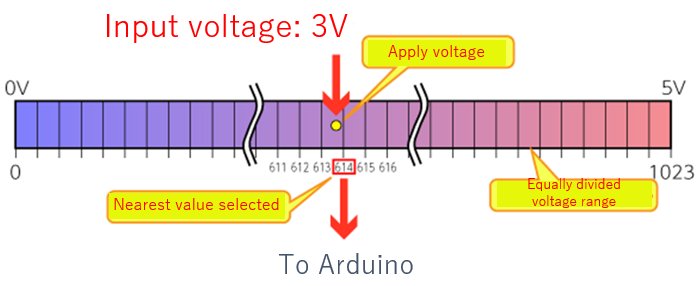 Input voltage: 3V
Apply voltage
0V
5V
611 612 613 614 615 616
0
1023
Nearest value selected
Equally divided
voltage range
To Arduino